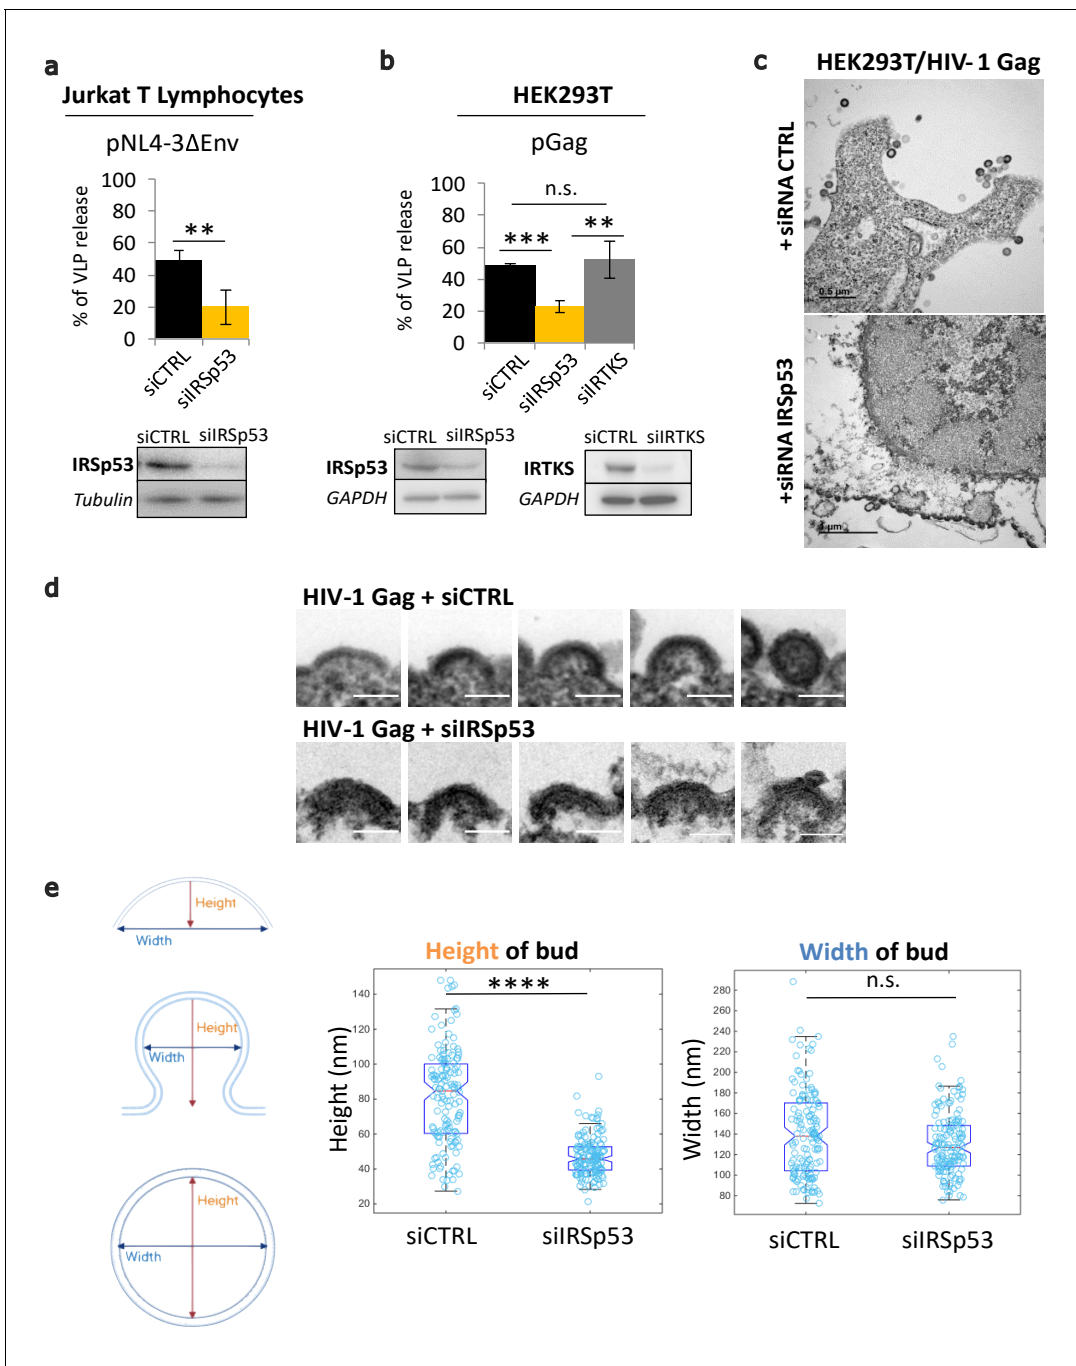 a
Jurkat T Lymphocytes
pNL4-3ΔEnv
% of VLP release
100
80
60
40
20
0
**
siCTRL
siIRSp53
siCTRL siIRSp53
IRSp53
Tubulin
b
HEK293T
pGag
% of VLP release
100
80
60
40
20
0
n.s.
***
**
siCTRL
siIRSp53
siIRTKS
siCTRL siIRSp53
IRSp53
GAPDH
siCTRL siIRTKS
IRTKS
GAPDH
c
HEK293T/HIV-1 Gag
+siRNA CTRL
0.5 µm
+siRNA IRSp53
1 µm
d
HIV-1 Gag + siCTRL
HIV-1 Gag + siIRSp53
e
Height
Width
Height
Width
Height
Width
Height of bud
****
Height (nm)
140
120
100
80
60
40
20
siCTRL
siIRSp53
Width of bud
n.s.
Width (nm)
280
260
240
220
200
180
160
140
120
100
80
siCTRL
siIRSp53